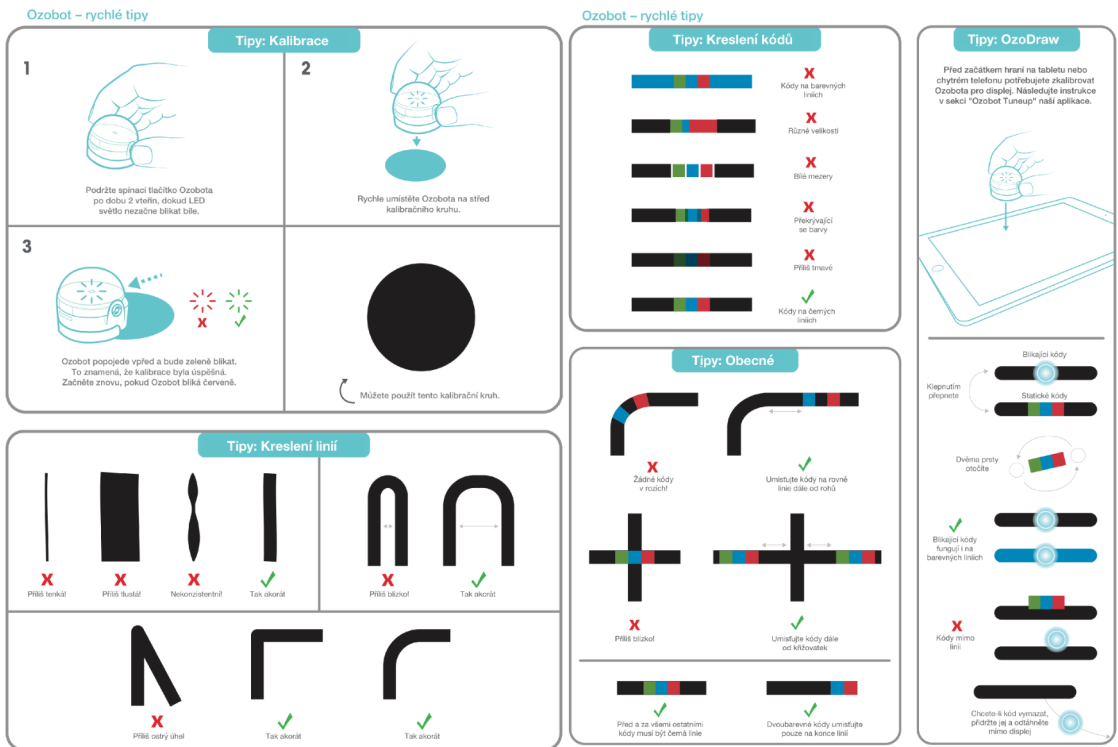 Ozobot – rychlé tipy
Tipy: Kalibrace
1
Podržte spínací tlačítko Ozobota
po dobu 2 vteřin, dokud LED
světlo nezačne blikat bíle.
2
Rychle umístěte Ozobota na střed
kalibračního kruhu.
3
X
Ozobot popojede vpřed a bude zeleně blikat.
To znamená, že kalibrace byla úspěšná.
Začněte znovu, pokud Ozobot bliká červeně.
Můžete použít tento kalibrační kruh.
Tipy: Kreslení linií
X
Příliš tenká!
X
Příliš tlustá!
X
Nekonzistentní!
Tak akorát
X
Příliš blízko!
Tak akorát
X
Příliš ostrý úhel
Tak akorát
Tak akorát
Ozobot – rychlé tipy
Tipy: Kreslení kódů
X
Kódy na barevných
liniích
X
Různé velikosti
X
Bílé mezery
X
Překrývající
se barvy
X
Příliš tmavé
Kódy na černých
liniích
Tipy: Obecné
X
Žádné kódy
v rozích!
Umisťujte kódy na rovné
linie dále od rohů
X
Příliš blízko!
Umisťujte kódy dále
od křižovatek
Před a za všemi ostatními
kódy musí být černá linie
Dvoubarevné kódy umisťujte
pouze na konce linií
Tipy: OzoDraw
Před začátkem hraní na tabletu nebo
chytrém telefonu potřebujete zkalibrovat
Ozobota pro displej. Následujte instrukce
v sekci "Ozobot Tuneup" naší aplikace.
Blikající kódy
Klepnutím
přepnete
Statické kódy
Dvěma prsty
otočíte
Blikající kódy
fungují i na
barevných liniích
X
Kódy mimo
linii
Chcete-li kód vymazat,
přidržte jej a odtáhněte
mimo displej